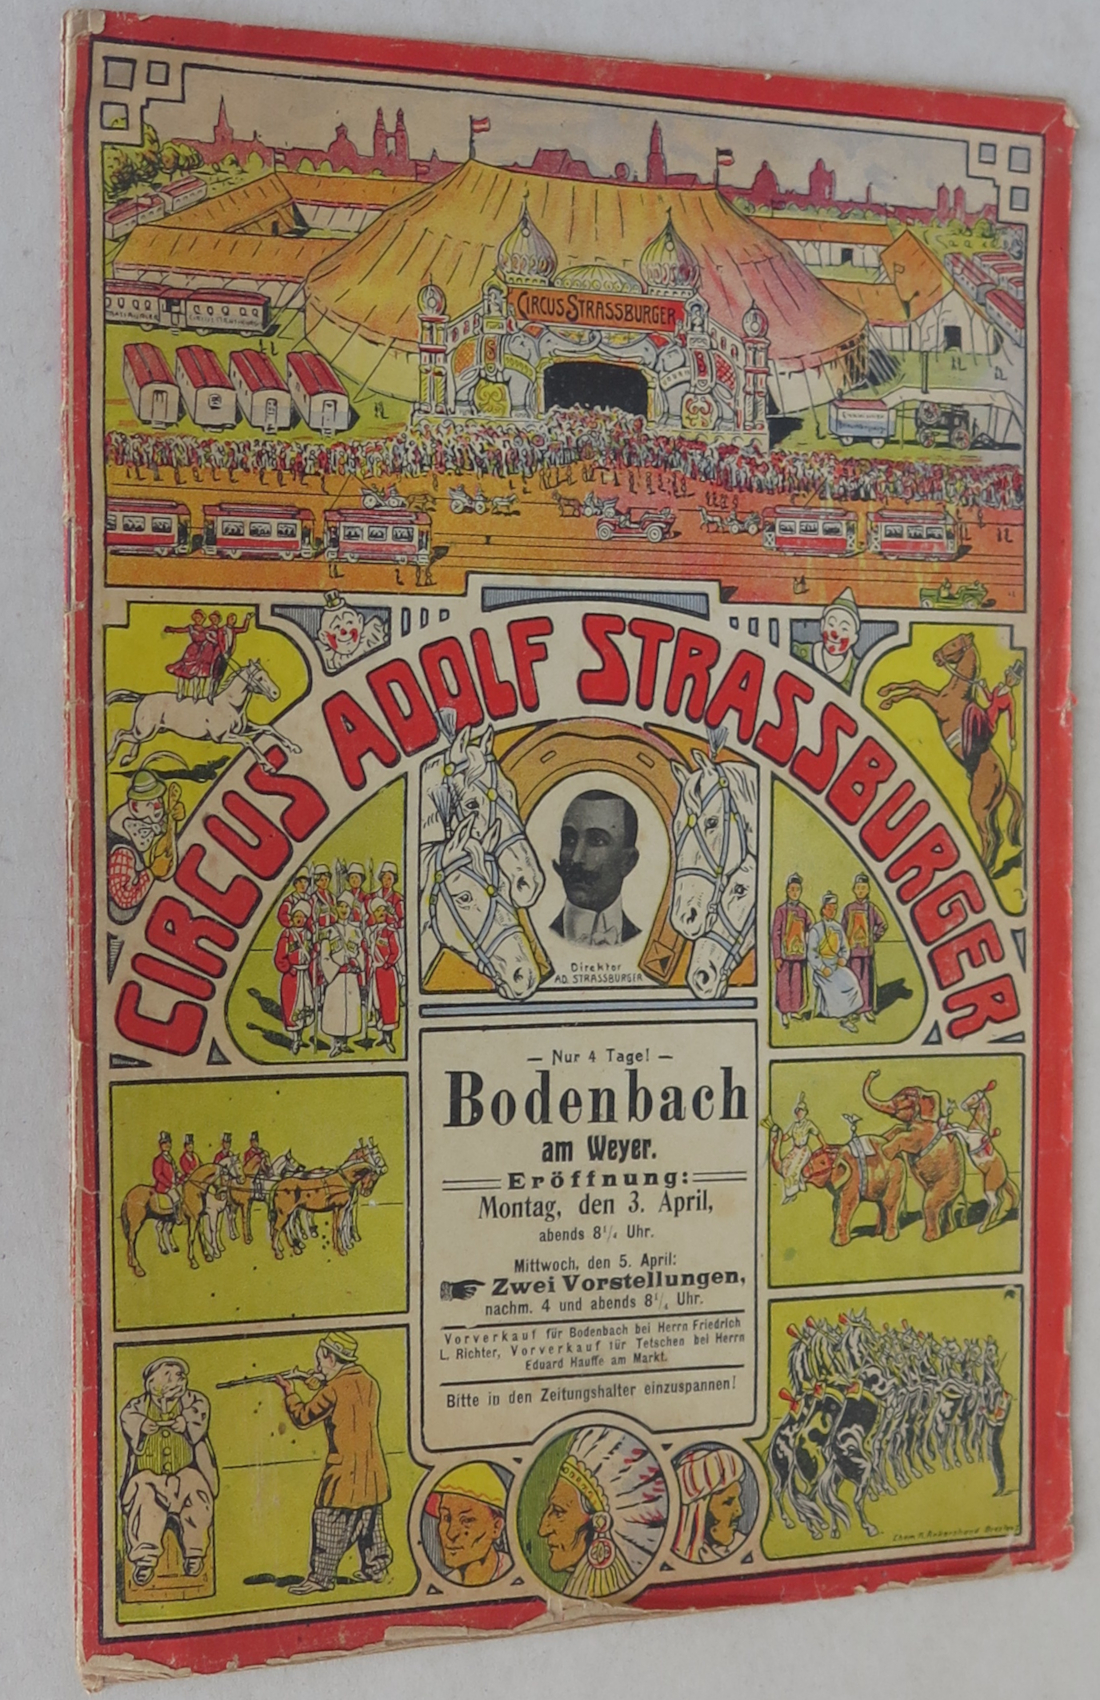 CIRCUS STRASSBURGER
CIRCUS ADOLF STRASSBURGER
Direktor
AD. STRASSBURGER
— Nur 4 Tage! —
Bodenbach
am Weyer.
Eröffnung:
Montag, den 3. April,
abends 8¼ Uhr.
Mittwoch, den 5. April:
Zwei Vorstellungen,
nachm. 4 und abends 8¼ Uhr.
Vorverkauf für Bodenbach bei Herrn Friedrich
L. Richter, Vorverkauf für Tetschen bei Herrn
Eduard Hauffe am Markt.
Bitte in den Zeitungshalter einzuspannen!